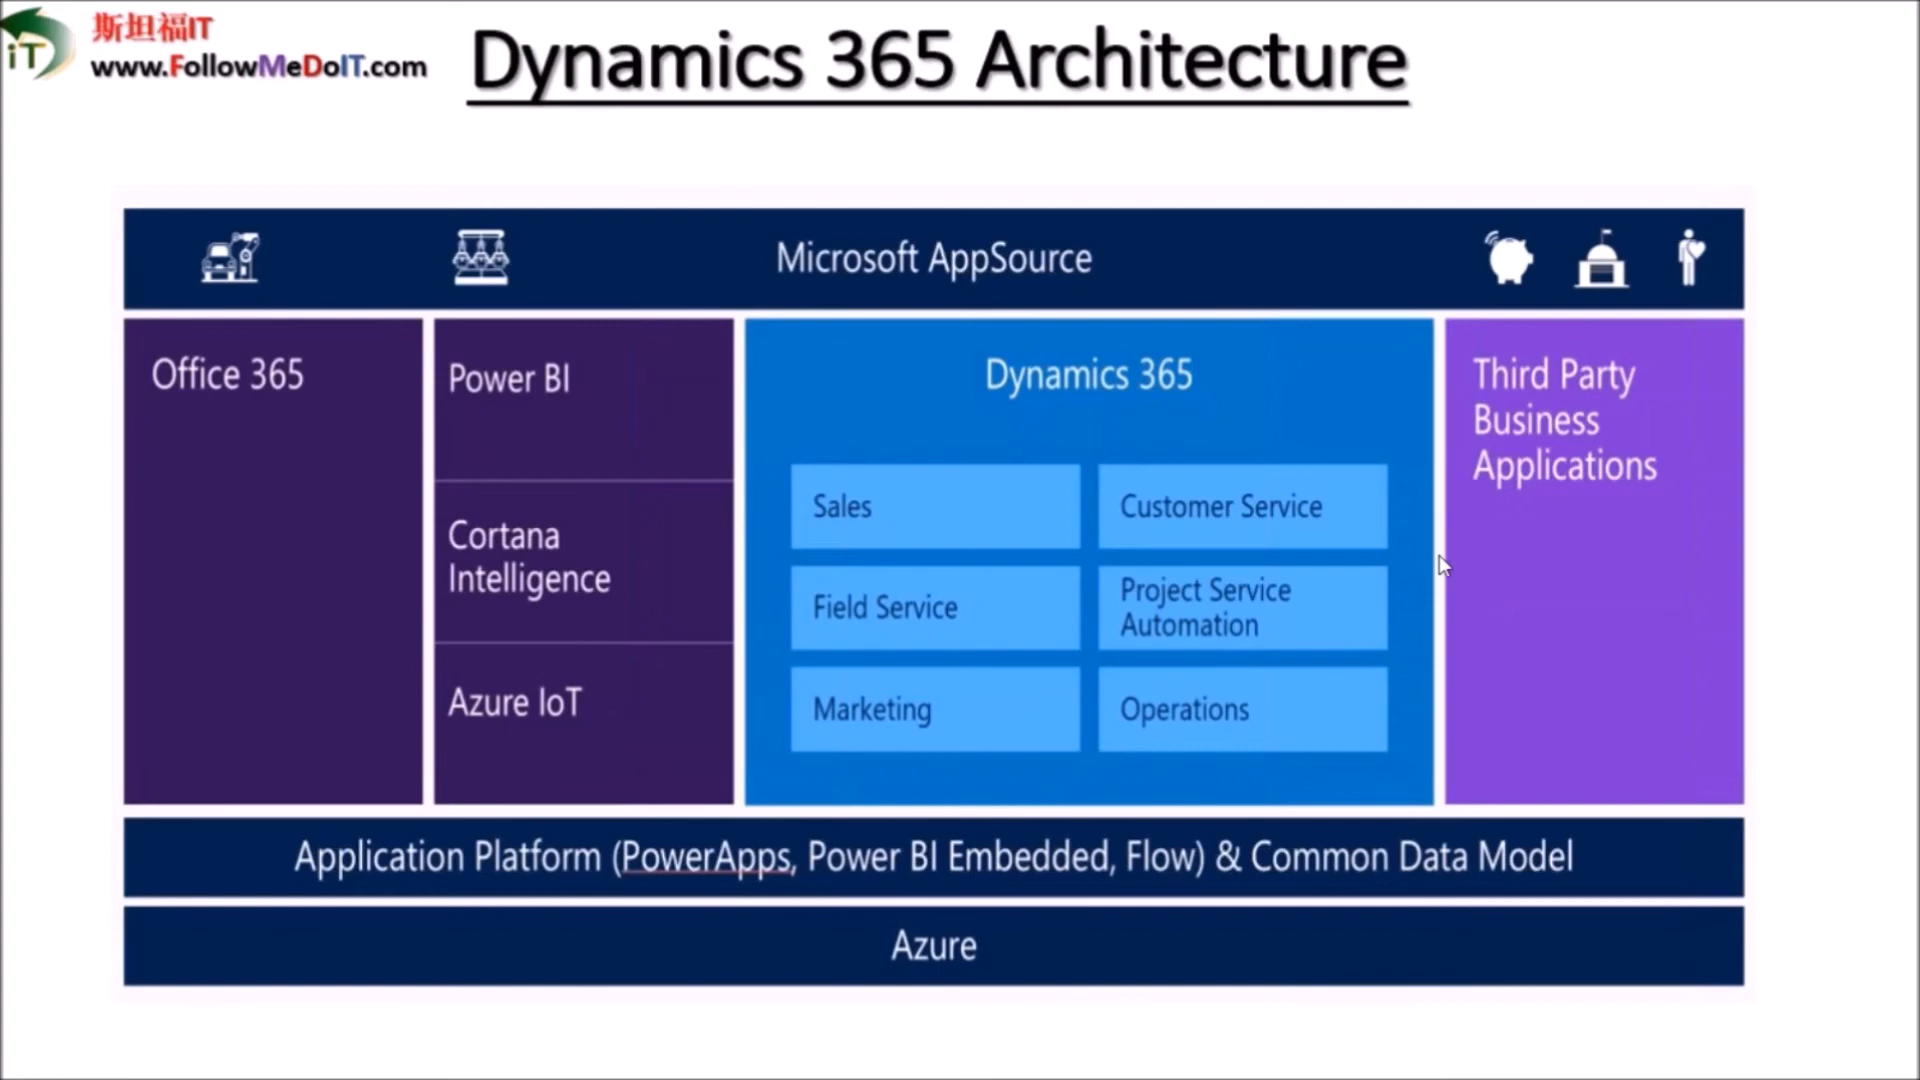 iT
斯坦福IT
www.FollowMeDoIT.com
Dynamics 365 Architecture
Microsoft AppSource
Office 365
Power BI
Cortana
Intelligence
Azure IoT
Dynamics 365
Sales
Customer Service
Field Service
Project Service
Automation
Marketing
Operations
Third Party
Business
Applications
Application Platform (PowerApps, Power BI Embedded, Flow) & Common Data Model
Azure